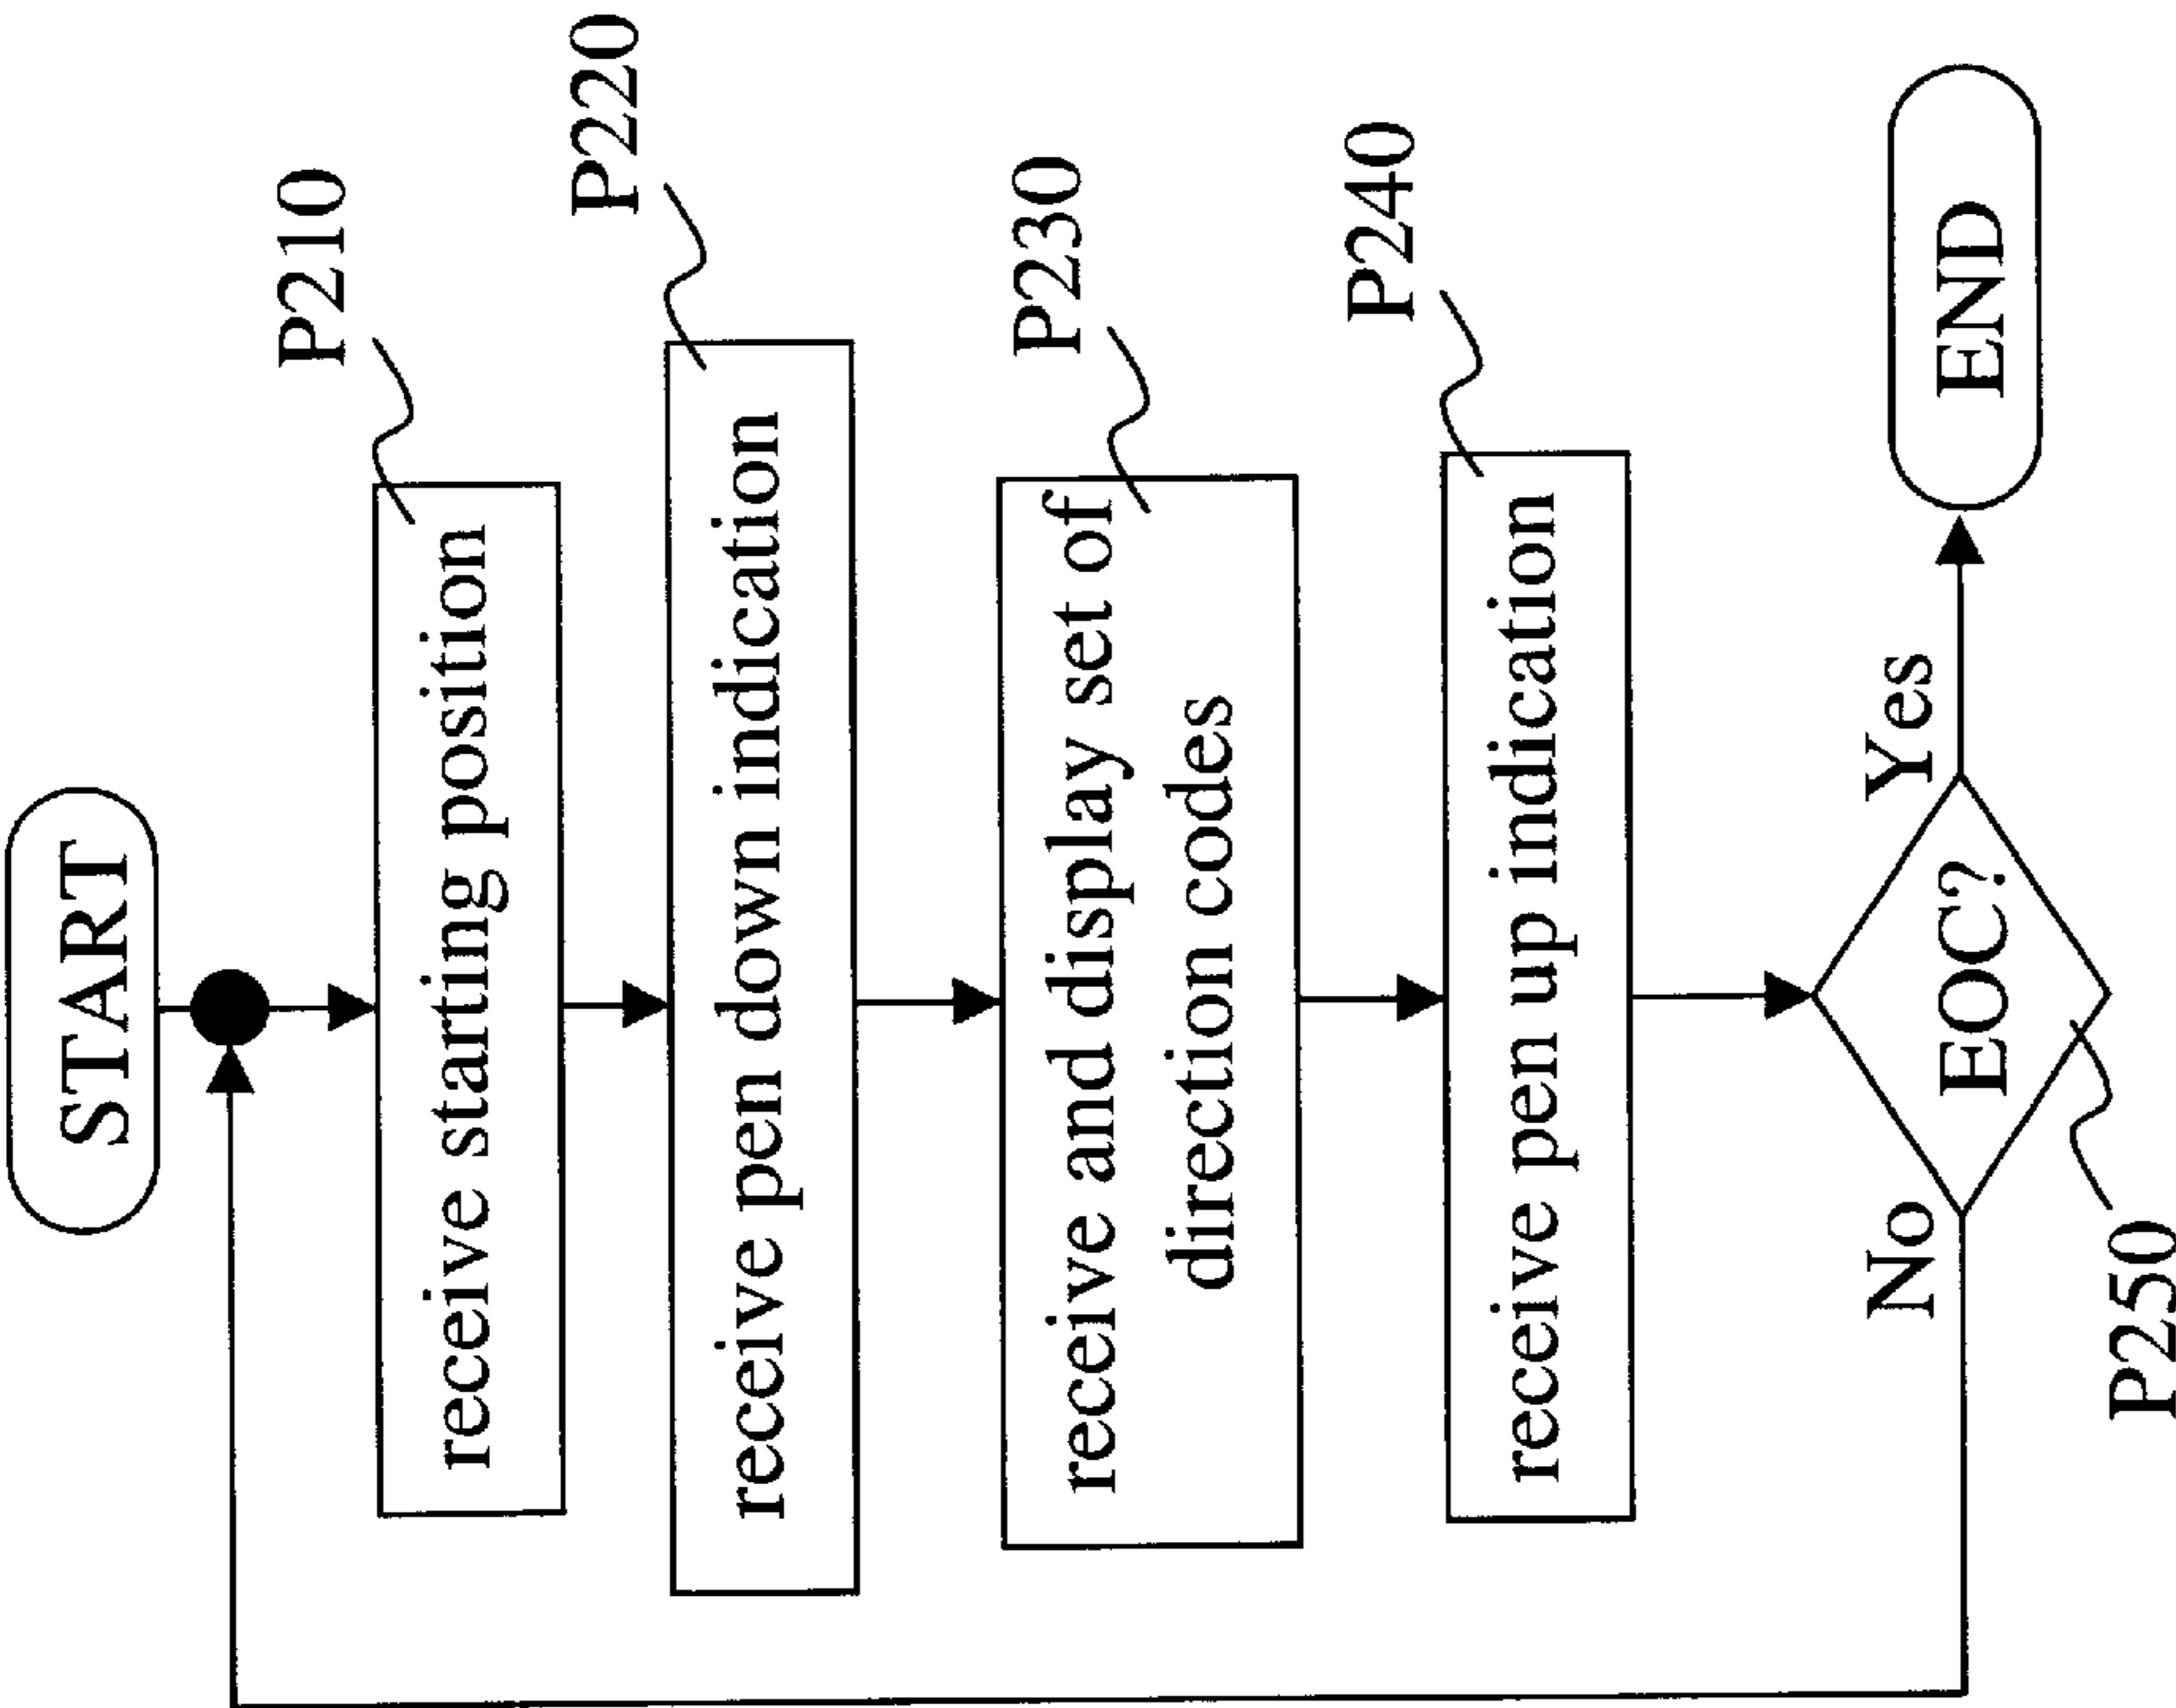 START
P210
receive starting position
P220
receive pen down indication
P230
receive and display set of
direction codes
P240
receive pen up indication
No
EOC?
Yes
END
P250